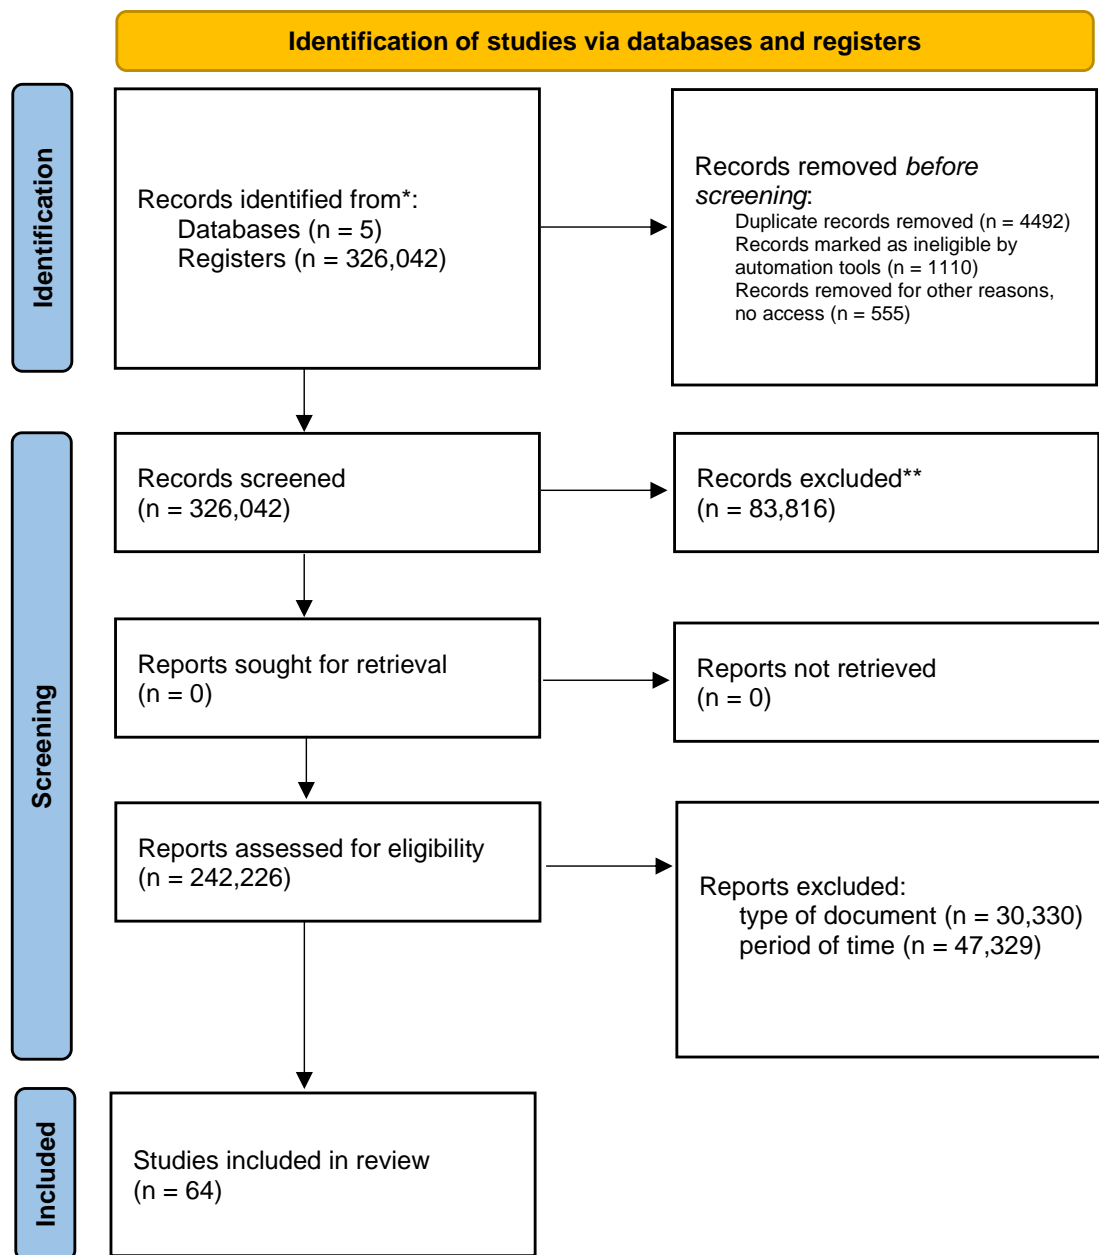 Identification of studies via databases and registers
Identification
Records identified from*:
Databases (n = 5)
Registers (n = 326,042)
Records removed before
screening:
Duplicate records removed (n = 4492)
Records marked as ineligible by
automation tools (n = 1110)
Records removed for other reasons,
no access (n = 555)
Screening
Records screened
(n = 326,042)
Records excluded**
(n = 83,816)
Reports sought for retrieval
(n = 0)
Reports not retrieved
(n = 0)
Reports assessed for eligibility
(n = 242,226)
Reports excluded:
type of document (n = 30,330)
period of time (n = 47,329)
Included
Studies included in review
(n = 64)